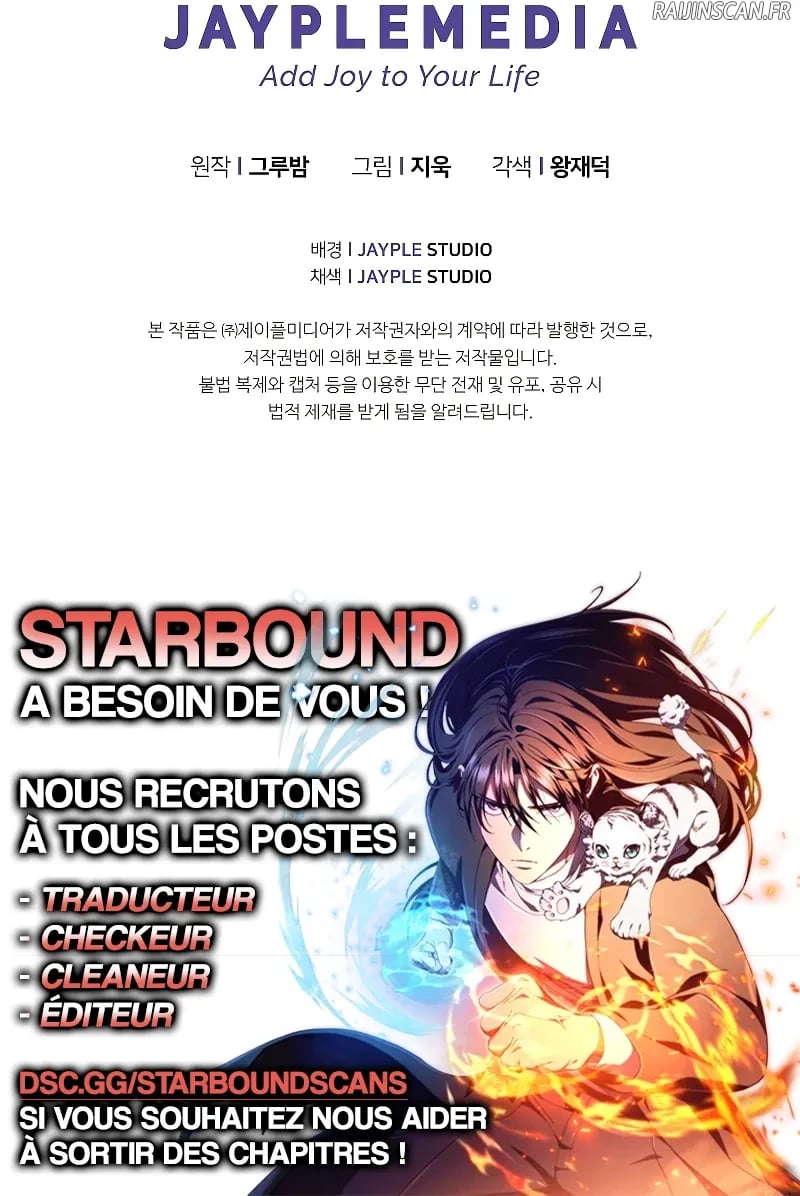 JAYPLEMEDIA
RAIJINSCAN.FR
Add Joy to Your Life
원작 | 그루밤 그림 | 지욱 각색 | 왕재덕
배경 | JAYPLE STUDIO
채색 | JAYPLE STUDIO
본 작품은 ㈜제이플미디어가 저작권자와의 계약에 따라 발행한 것으로,
저작권법에 의해 보호를 받는 저작물입니다.
불법 복제와 캡처 등을 이용한 무단 전재 및 유포, 공유 시
법적 제재를 받게 됨을 알려드립니다.
STARBOUND
A BESOIN DE VOUS !
NOUS RECRUTONS
À TOUS LES POSTES :
- TRADUCTEUR
- CHECKEUR
- CLEANEUR
- ÉDITEUR
DSC.GG/STARBOUNDSCANS
SI VOUS SOUHAITEZ NOUS AIDER
À SORTIR DES CHAPITRES !